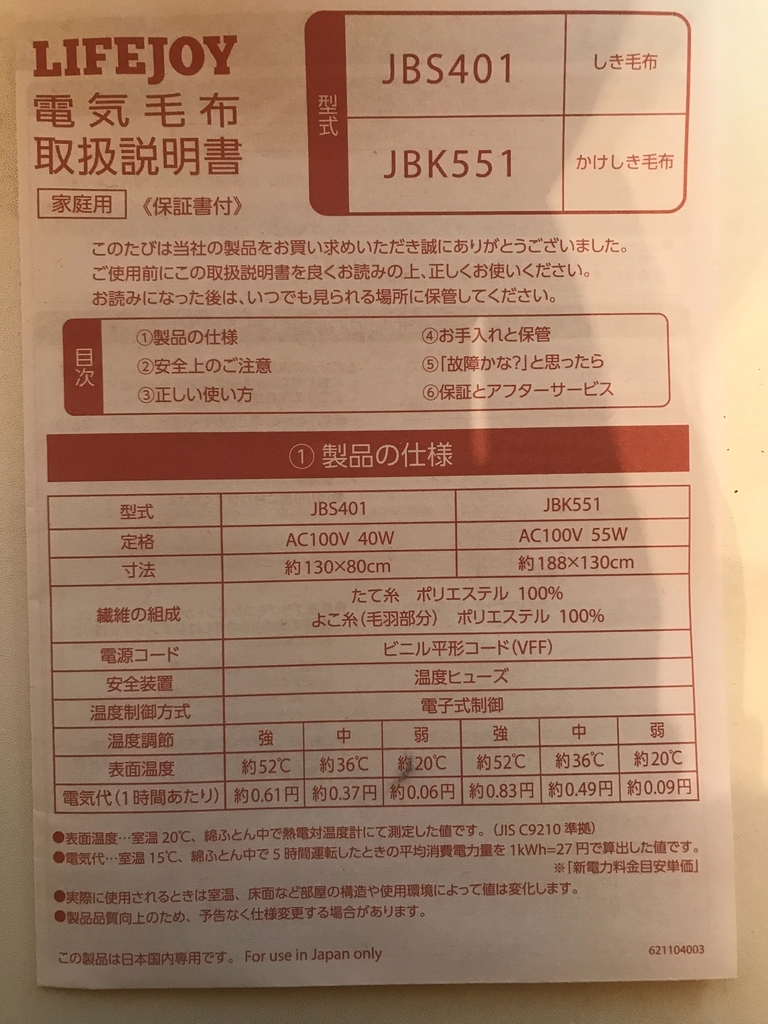 LIFEJOY
電気毛布
取扱説明書
家庭用 《保証書付》
型式
JBS401 しき毛布
JBK551 かけしき毛布
このたびは当社の製品をお買い求めいただき誠にありがとうございました。
ご使用前にこの取扱説明書を良くお読みの上、正しくお使いください。
お読みになった後は、いつでも見られる場所に保管してください。
目次
①製品の仕様 ④お手入れと保管
②安全上のご注意 ⑤「故障かな?」と思ったら
③正しい使い方 ⑥保証とアフターサービス
① 製品の仕様
型式 JBS401 JBK551
定格 AC100V 40W AC100V 55W
寸法 約130×80cm 約188×130cm
繊維の組成 たて糸 ポリエステル 100%
よこ糸(毛羽部分) ポリエステル 100%
電源コード ビニル平形コード(VFF)
安全装置 温度ヒューズ
温度制御方式 電子式制御
温度調節 強 中 弱 強 中 弱
表面温度 約52℃ 約36℃ 約20℃ 約52℃ 約36℃ 約20℃
電気代(1時間あたり) 約0.61円 約0.37円 約0.06円 約0.83円 約0.49円 約0.09円
●表面温度…室温 20℃、綿ふとん中で熱電対温度計にて測定した値です。(JIS C9210 準拠)
●電気代…室温 15℃、綿ふとん中で 5 時間運転したときの平均消費電力量を 1kWh=27 円で算出した値です。
※「新電力料金目安単価」
●実際に使用されるときは室温、床面など部屋の構造や使用環境によって値は変化します。
●製品品質向上のため、予告なく仕様変更する場合があります。
この製品は日本国内専用です。 For use in Japan only
621104003